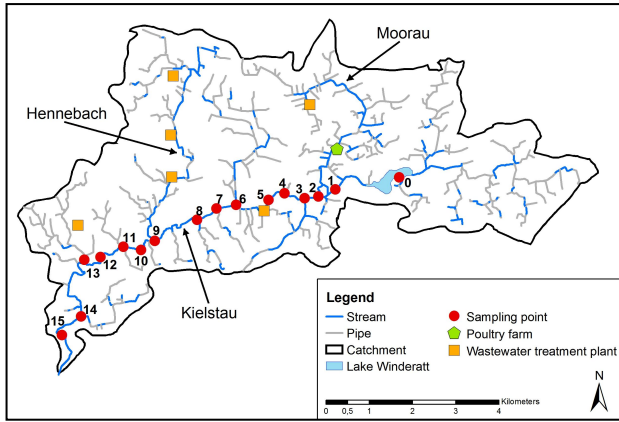 Moorau
Hennebach
0
1
2
3
4
5
6
7
8
9
10
11
12
13
14
15
Kielstau
Legend
Stream
Pipe
Catchment
Lake Winderatt
Sampling point
Poultry farm
Wastewater treatment plant
N
Kilometers
0 0,5 1 2 3 4